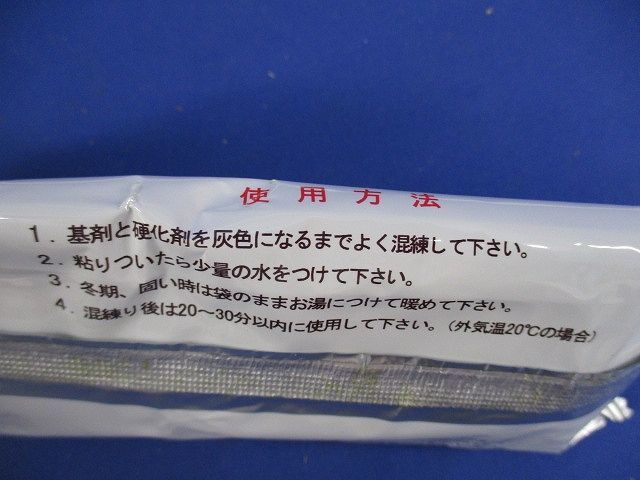 使用方法
1. 基剤と硬化剤を灰色になるまでよく混練して下さい。
2. 粘りついたら少量の水をつけて下さい。
3. 冬期、固い時は袋のままお湯につけて暖めて下さい。
4. 混練り後は20～30分以内に使用して下さい。(外気温20℃の場合)